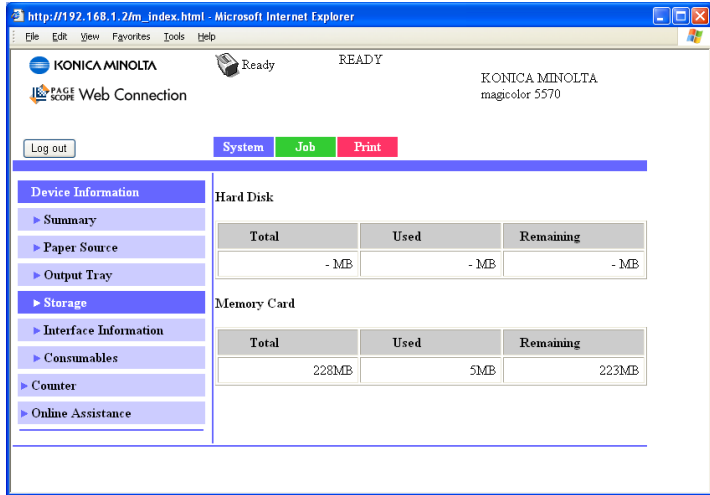 http://192.168.1.2/m_index.html - Microsoft Internet Explorer
File Edit View Favorites Tools Help
KONICA MINOLTA
Ready
READY
KONICA MINOLTA
magicolor 5570
PAGE SCOPE Web Connection
Log out
System Job Print
Device Information
Summary
Paper Source
Output Tray
Storage
Interface Information
Consumables
Counter
Online Assistance
Hard Disk
Total Used Remaining
- MB - MB - MB
Memory Card
Total Used Remaining
228MB 5MB 223MB